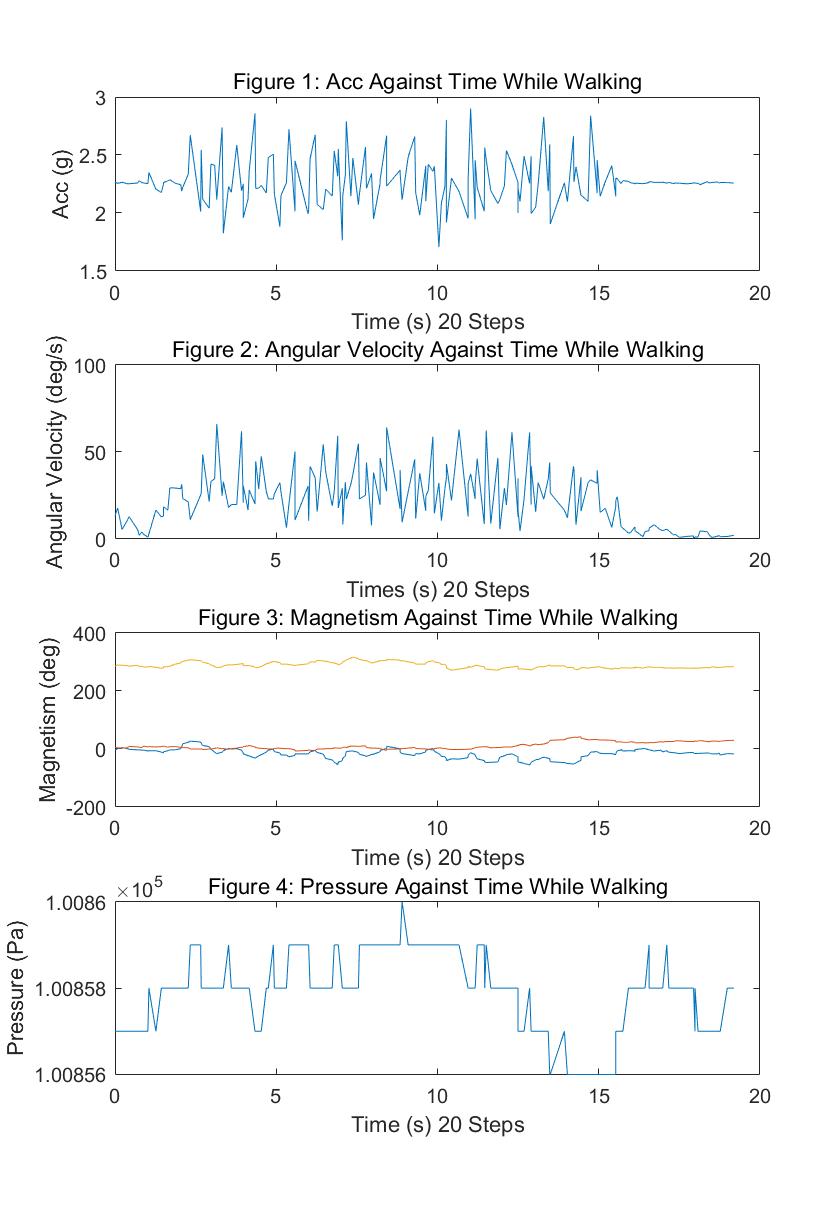 Figure 1: Acc Against Time While Walking
3
2.5
2
1.5
Acc (g)
0 5 10 15 20
Time (s) 20 Steps
Figure 2: Angular Velocity Against Time While Walking
100
50
0
Angular Velocity (deg/s)
0 5 10 15 20
Times (s) 20 Steps
Figure 3: Magnetism Against Time While Walking
400
200
0
-200
Magnetism (deg)
0 5 10 15 20
Time (s) 20 Steps
×10^5
Figure 4: Pressure Against Time While Walking
1.0086
1.00858
1.00856
Pressure (Pa)
0 5 10 15 20
Time (s) 20 Steps